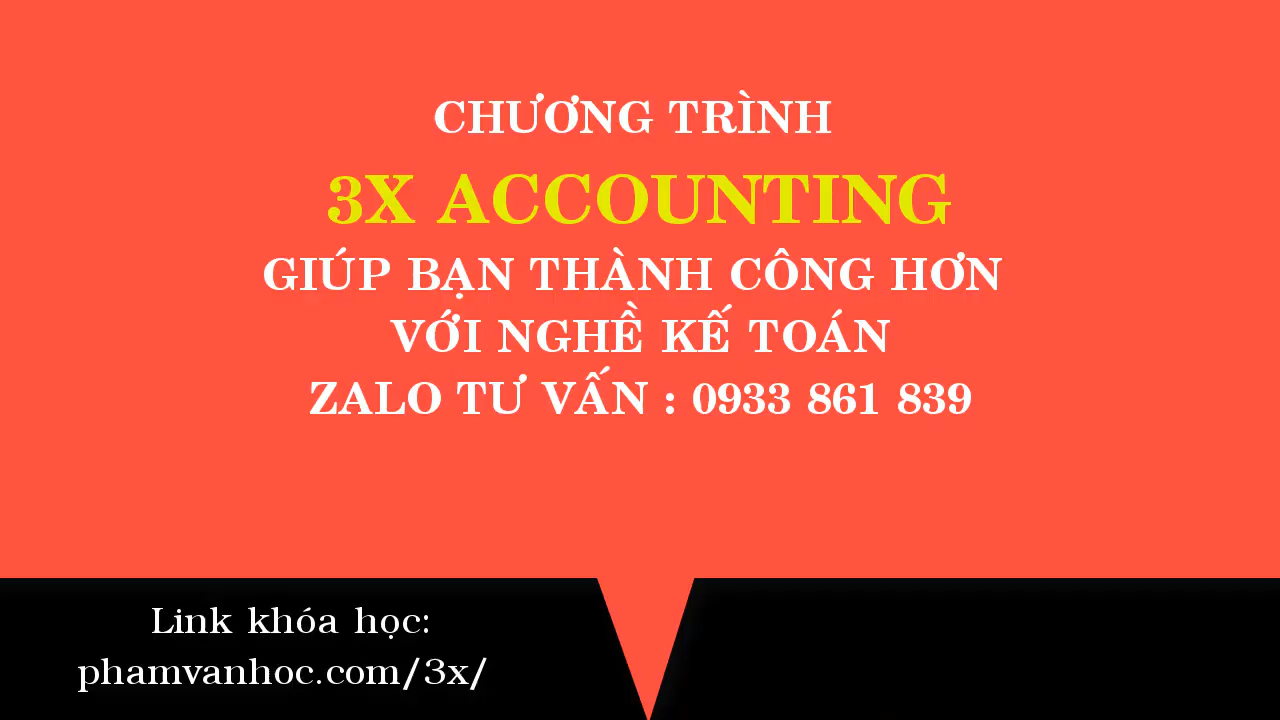 CHƯƠNG TRÌNH
3X ACCOUNTING
GIÚP BẠN THÀNH CÔNG HƠN
VỚI NGHỀ KẾ TOÁN
ZALO TƯ VẤN : 0933 861 839
Link khóa học:
phamvanhoc.com/3x/